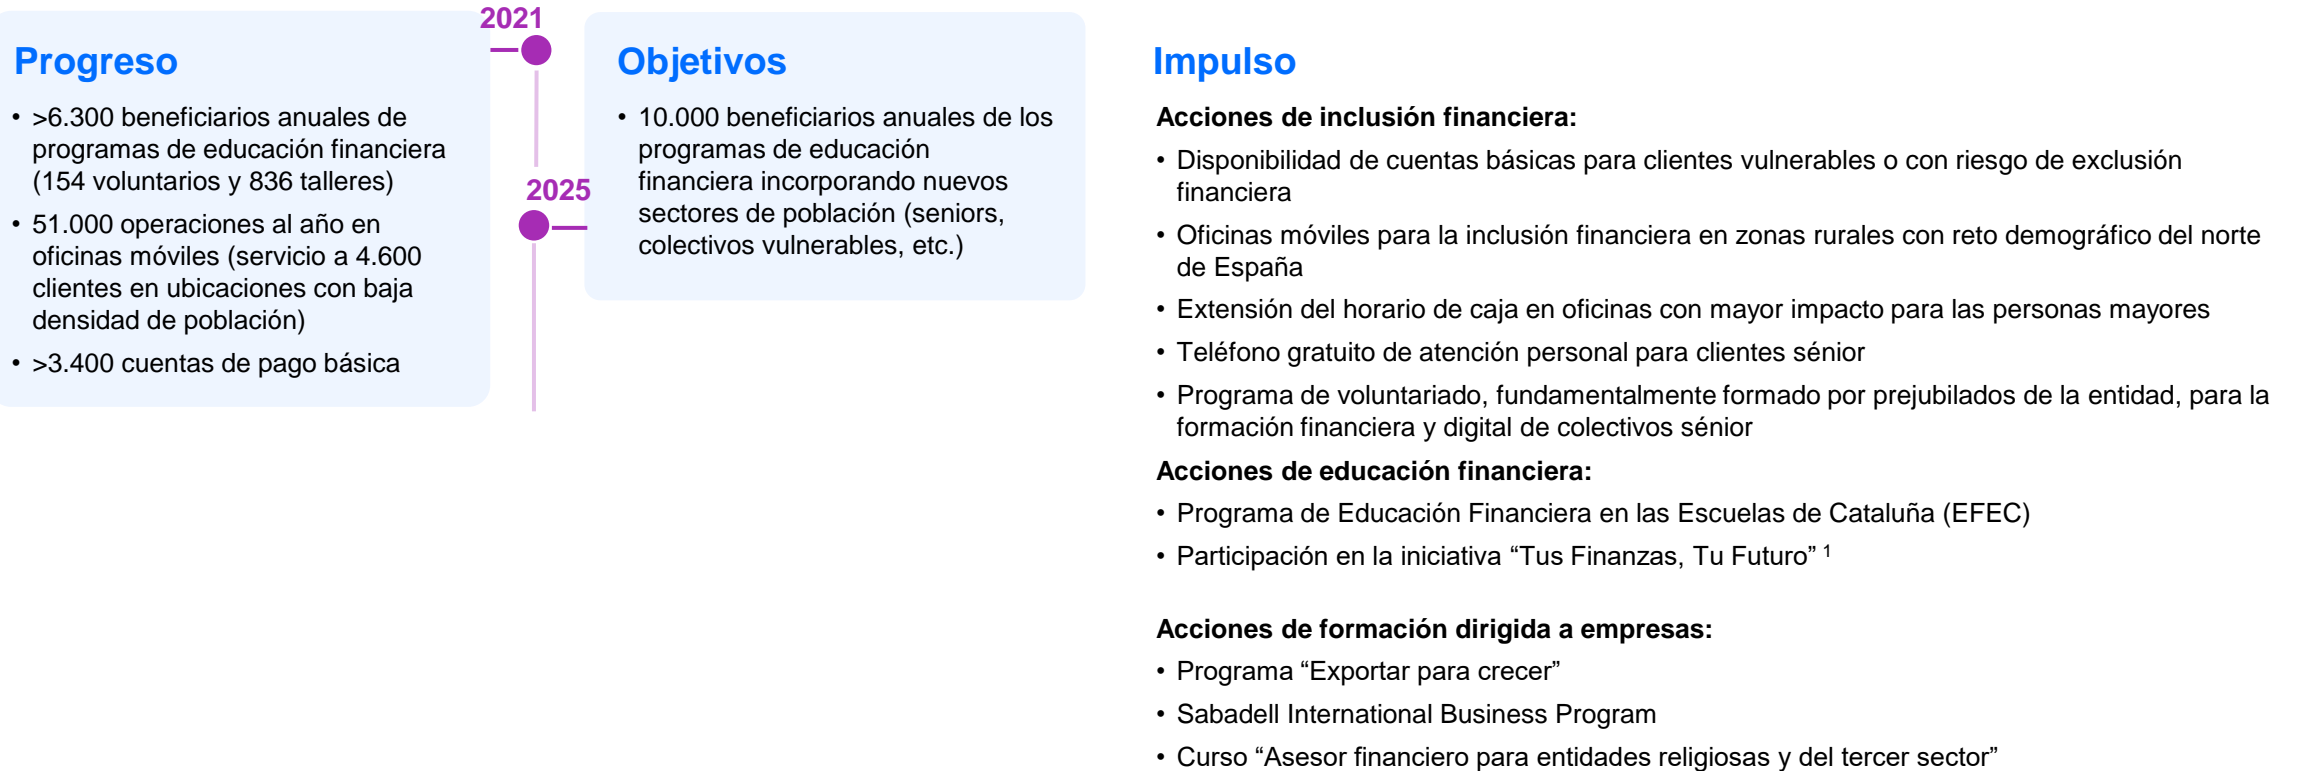 2021
Progreso
• >6.300 beneficiarios anuales de
programas de educación financiera
(154 voluntarios y 836 talleres)
• 51.000 operaciones al año en
oficinas móviles (servicio a 4.600
clientes en ubicaciones con baja
densidad de población)
• >3.400 cuentas de pago básica
2025
Objetivos
• 10.000 beneficiarios anuales de los
programas de educación
financiera incorporando nuevos
sectores de población (seniors,
colectivos vulnerables, etc.)
Impulso
Acciones de inclusión financiera:
• Disponibilidad de cuentas básicas para clientes vulnerables o con riesgo de exclusión
financiera
• Oficinas móviles para la inclusión financiera en zonas rurales con reto demográfico del norte
de España
• Extensión del horario de caja en oficinas con mayor impacto para las personas mayores
• Teléfono gratuito de atención personal para clientes sénior
• Programa de voluntariado, fundamentalmente formado por prejubilados de la entidad, para la
formación financiera y digital de colectivos sénior
Acciones de educación financiera:
• Programa de Educación Financiera en las Escuelas de Cataluña (EFEC)
• Participación en la iniciativa “Tus Finanzas, Tu Futuro” ¹
Acciones de formación dirigida a empresas:
• Programa “Exportar para crecer”
• Sabadell International Business Program
• Curso “Asesor financiero para entidades religiosas y del tercer sector”